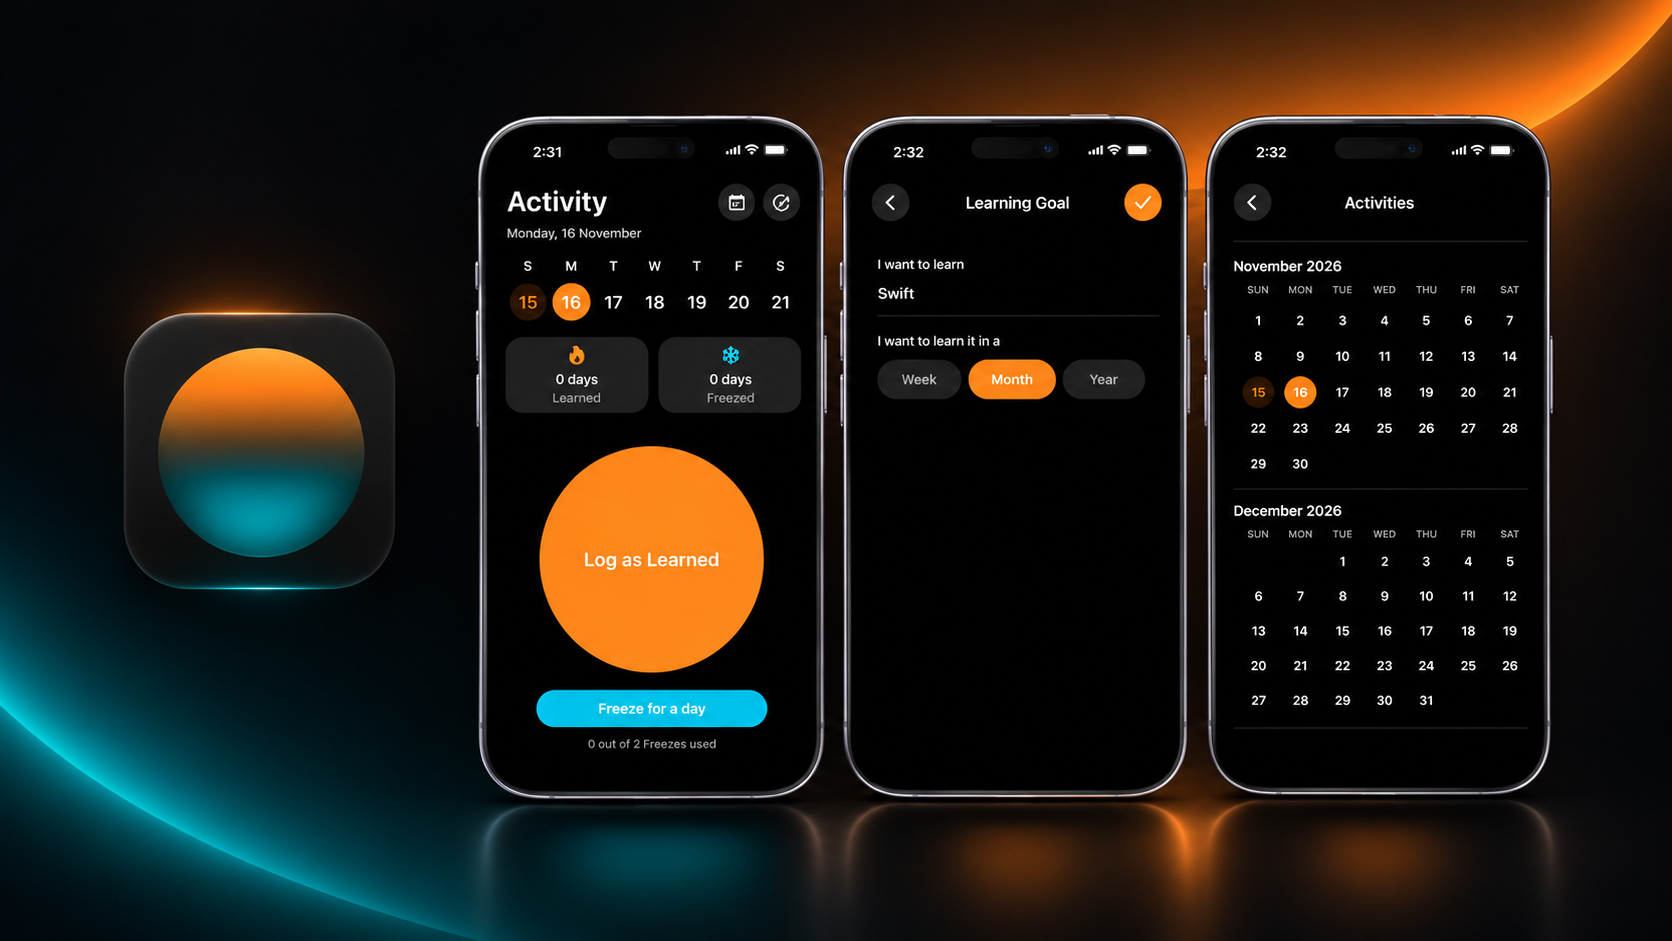 2:31
Activity
Monday, 16 November
S M T W T F S
15 16 17 18 19 20 21
0 days
Learned
0 days
Freezed
Log as Learned
Freeze for a day
0 out of 2 Freezes used
2:32
Learning Goal
I want to learn
Swift
I want to learn it in a
Week Month Year
2:32
Activities
November 2026
SUN MON TUE WED THU FRI SAT
1 2 3 4 5 6 7
8 9 10 11 12 13 14
15 16 17 18 19 20 21
22 23 24 25 26 27 28
29 30
December 2026
SUN MON TUE WED THU FRI SAT
1 2 3 4 5
6 7 8 9 10 11 12
13 14 15 16 17 18 19
20 21 22 23 24 25 26
27 28 29 30 31